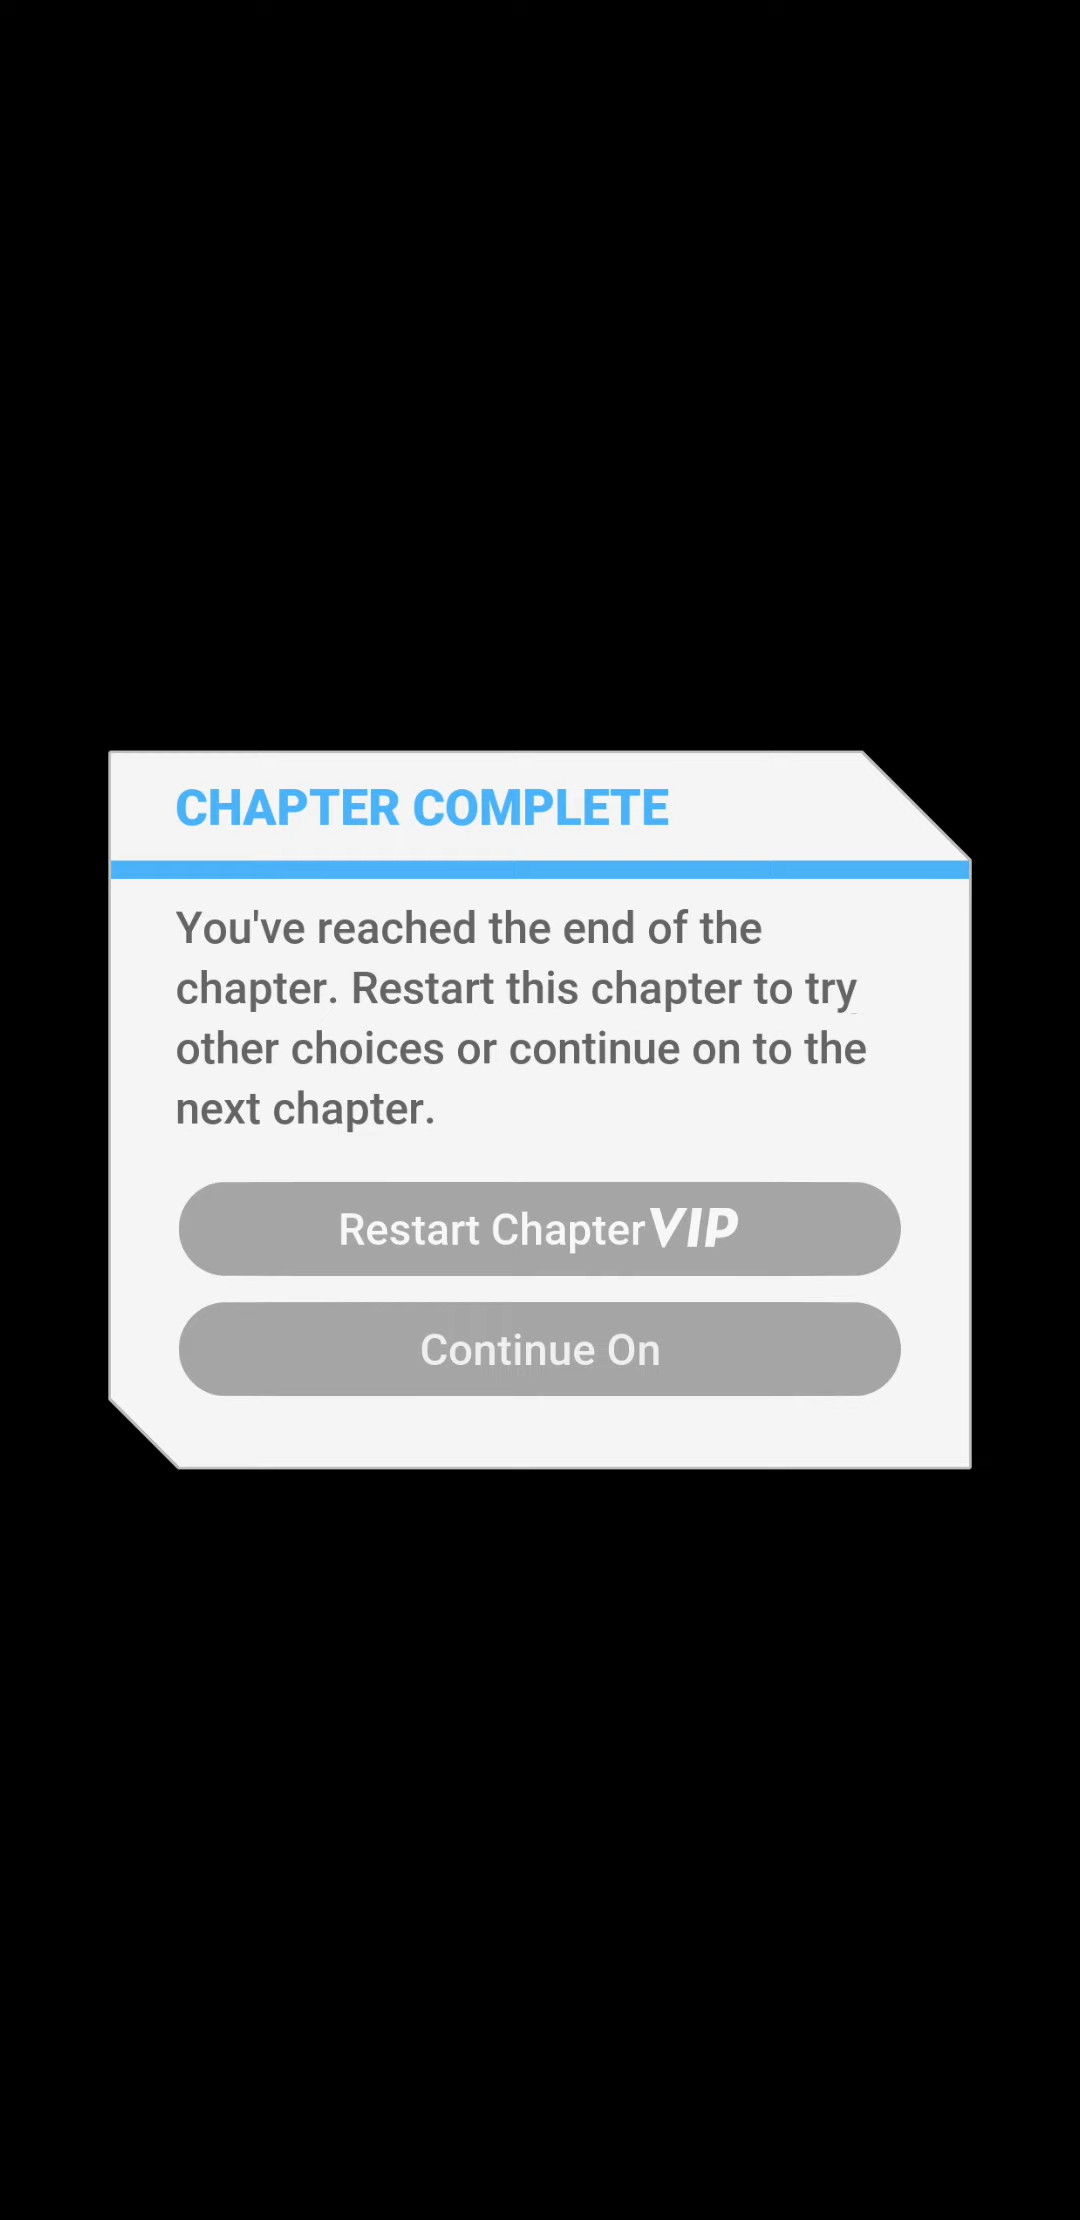 CHAPTER COMPLETE
You've reached the end of the
chapter. Restart this chapter to try
other choices or continue on to the
next chapter.
Restart Chapter VIP
Continue On